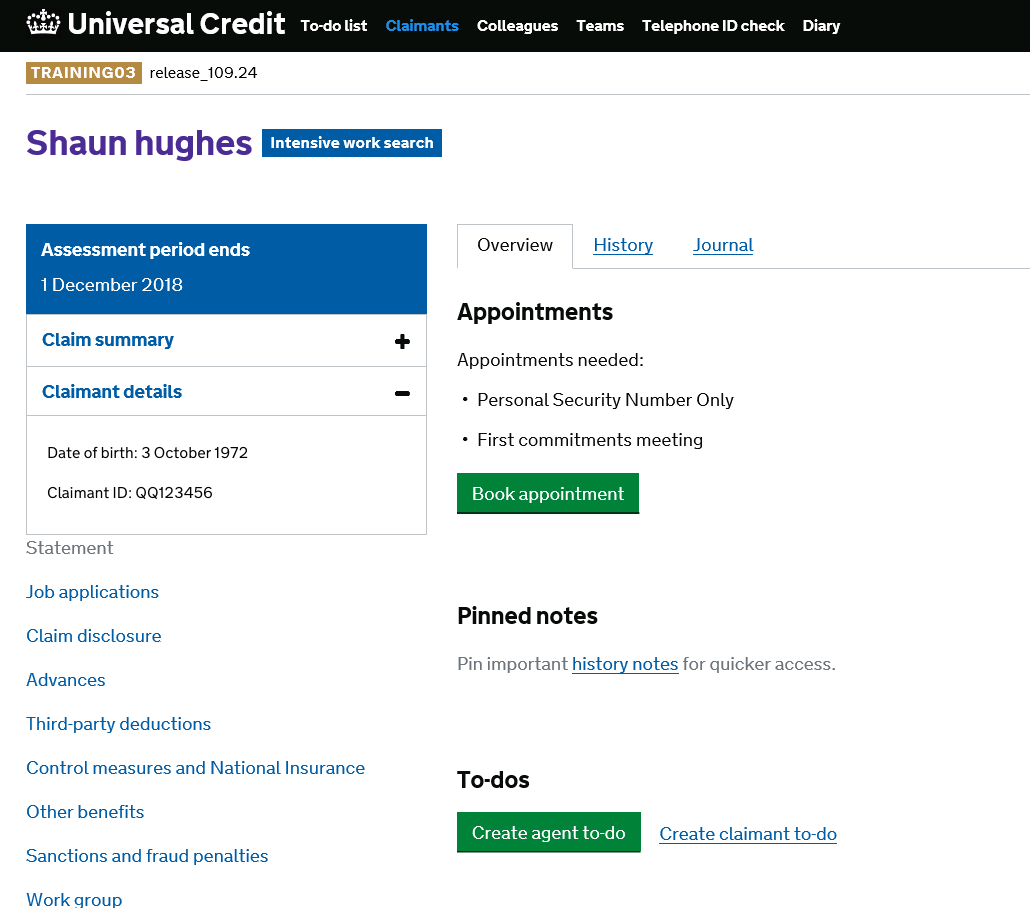 Universal Credit To-do list Claimants Colleagues Teams Telephone ID check Diary
TRAINING03 release_109.24
Shaun hughes Intensive work search
Assessment period ends
1 December 2018
Claim summary
Claimant details
Date of birth: 3 October 1972
Claimant ID: QQ123456
Statement
Job applications
Claim disclosure
Advances
Third-party deductions
Control measures and National Insurance
Other benefits
Sanctions and fraud penalties
Work group
Overview History Journal
Appointments
Appointments needed:
• Personal Security Number Only
• First commitments meeting
Book appointment
Pinned notes
Pin important history notes for quicker access.
To-dos
Create agent to-do Create claimant to-do